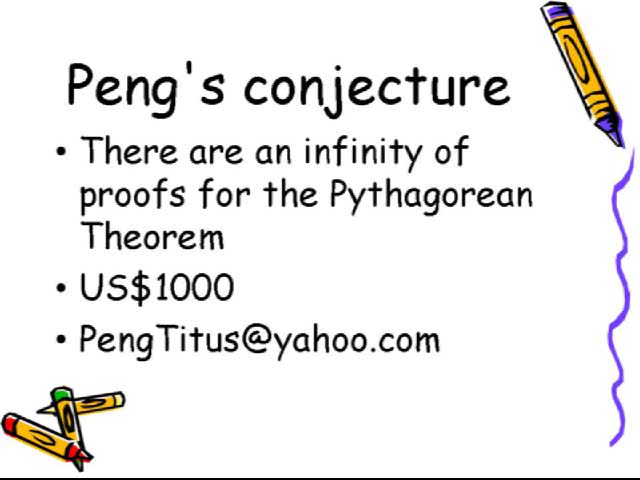 Peng's conjecture
• There are an infinity of
proofs for the Pythagorean
Theorem
• US$1000
• PengTitus@yahoo.com